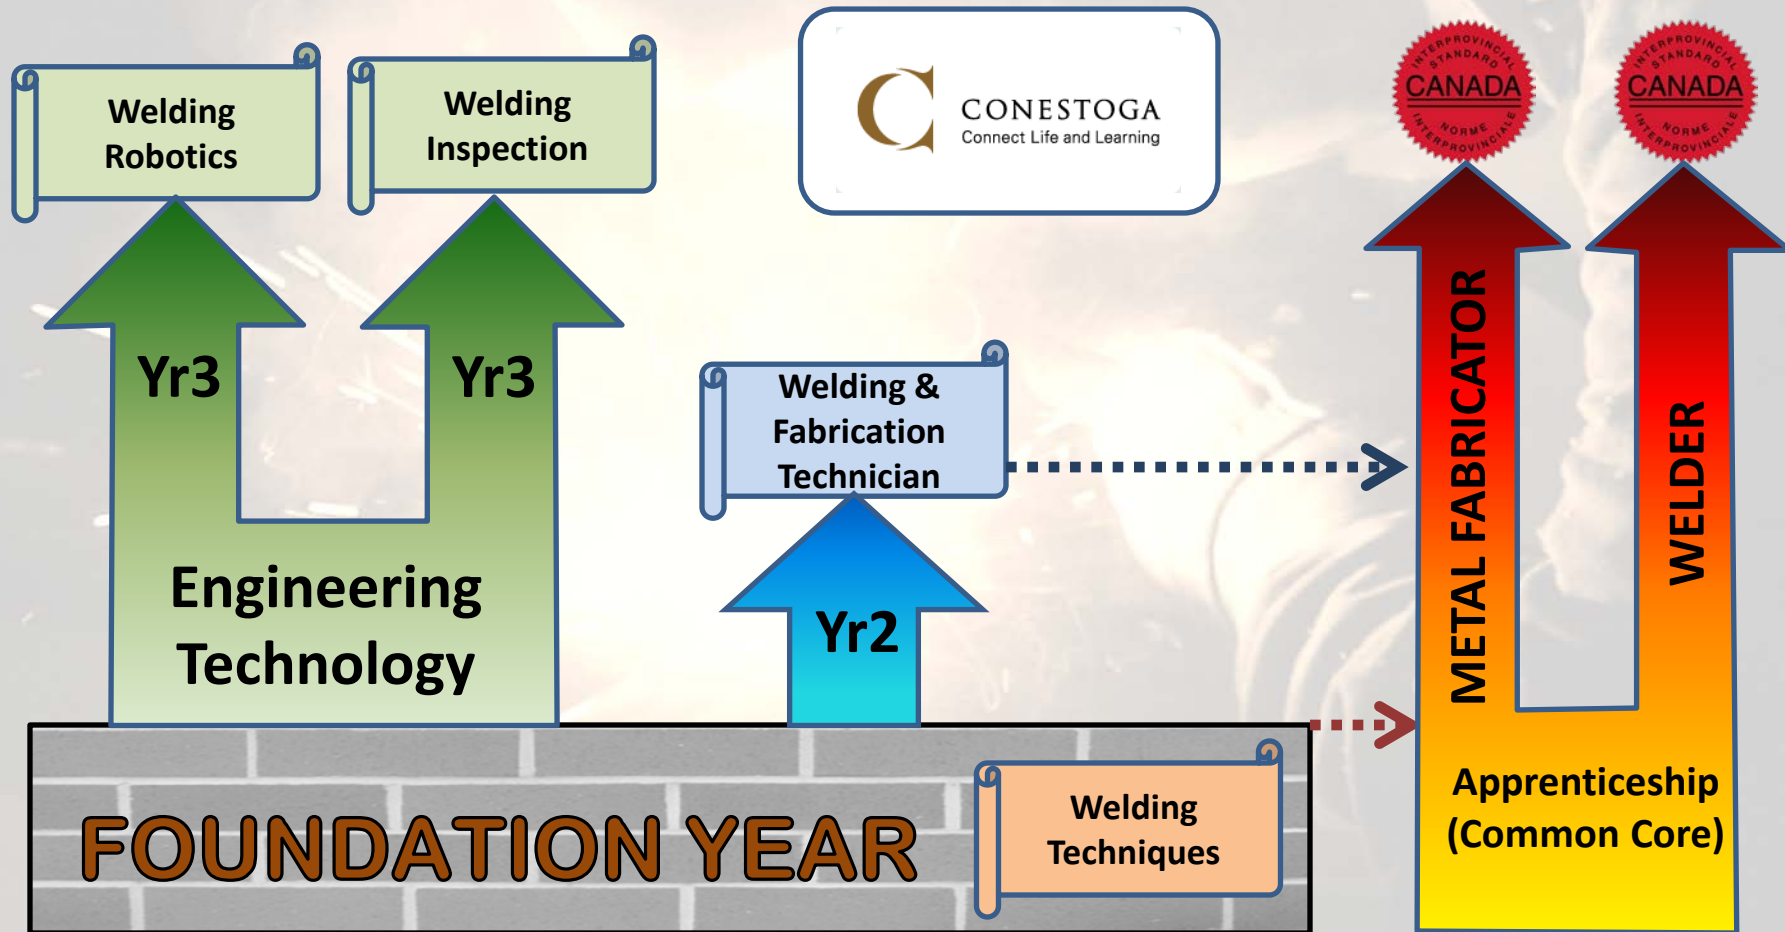 Welding
Robotics
Welding
Inspection
CONESTOGA
Connect Life and Learning
INTERPROVINCIAL
STANDARD
CANADA
NORME
INTERPROVINCIALE
INTERPROVINCIAL
STANDARD
CANADA
NORME
INTERPROVINCIALE
Yr3
Yr3
Engineering
Technology
Welding &
Fabrication
Technician
Yr2
METAL FABRICATOR
WELDER
Apprenticeship
(Common Core)
FOUNDATION YEAR
Welding
Techniques